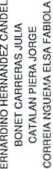 ERNARDINO HERNANDEZ CANDEL
BONET CARRERAS JULIA
CATALAN PIERA JORGE
CORREIA NGUEMA ELSA FABIOLA